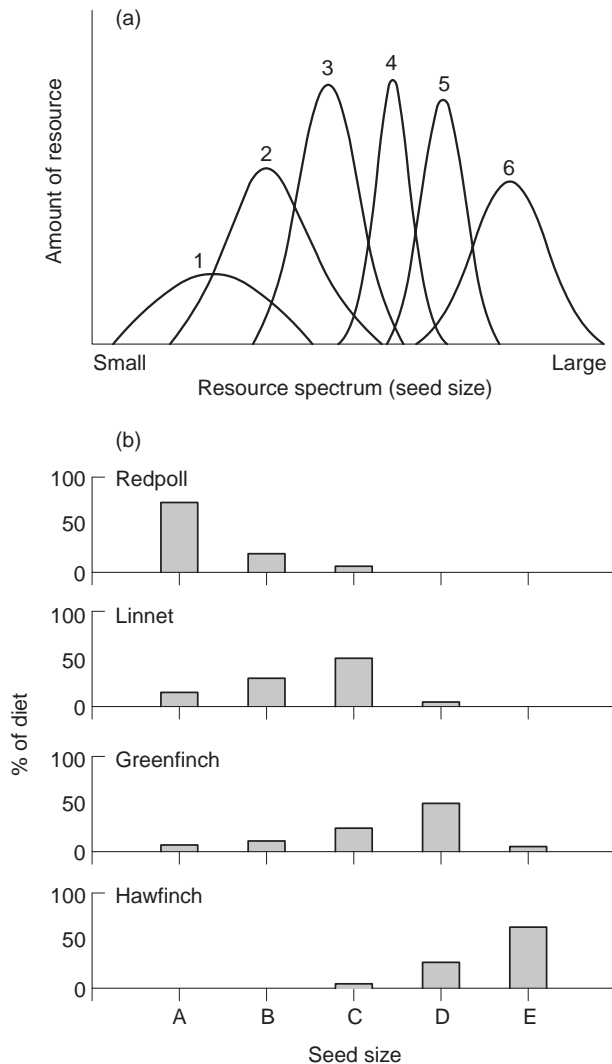 (a)
Amount of resource
1
2
3
4
5
6
Small
Large
Resource spectrum (seed size)
(b)
% of diet
100
50
0
Redpoll
100
50
0
Linnet
100
50
0
Greenfinch
100
50
0
Hawfinch
A B C D E
Seed size